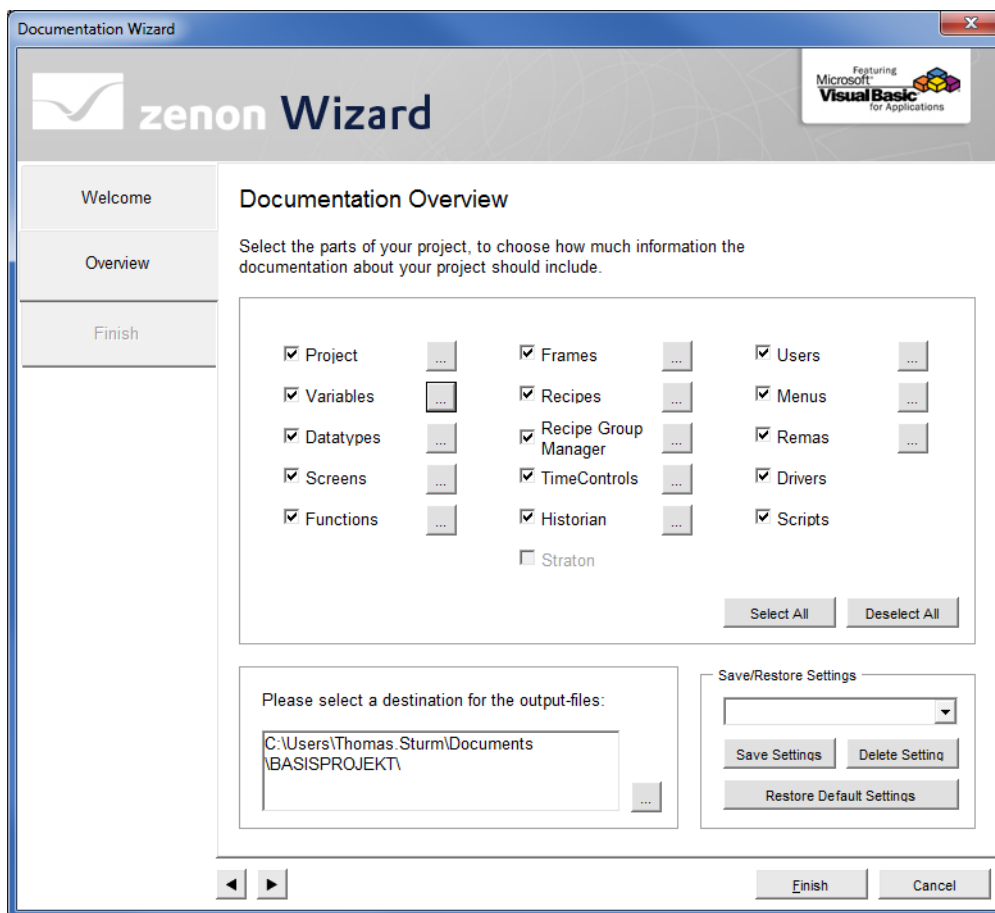 Documentation Wizard
zenon Wizard
Featuring
Microsoft®
Visual Basic®
for Applications
Welcome
Overview
Finish
Documentation Overview
Select the parts of your project, to choose how much information the
documentation about your project should include.
Project ...
Frames ...
Users ...
Variables ...
Recipes ...
Menus ...
Datatypes ...
Recipe Group
Manager ...
Remas ...
Screens ...
TimeControls ...
Drivers
Functions ...
Historian ...
Scripts
Straton
Select All
Deselect All
Please select a destination for the output-files:
C:\Users\Thomas.Sturm\Documents
\BASISPROJEKT\
...
Save/Restore Settings
Save Settings
Delete Setting
Restore Default Settings
Finish
Cancel